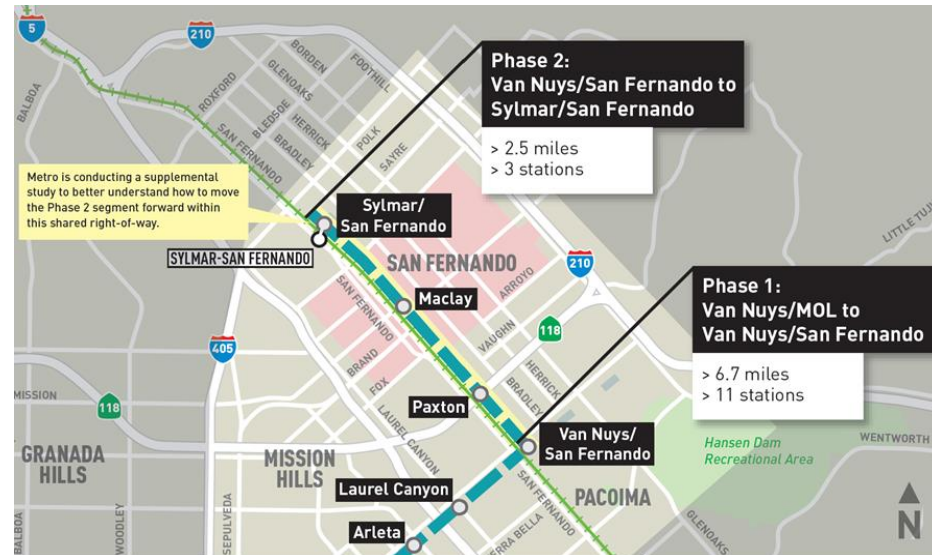 5
210
BALBOA
ROXFORD
BORDEN
GLENOAKS
FOOTHILL
BLEDSOE
HERRICK
BRADLEY
POLK
SAYRE
SAN FERNANDO
Phase 2:
Van Nuys/San Fernando to
Sylmar/San Fernando
> 2.5 miles
> 3 stations
Metro is conducting a supplemental
study to better understand how to move
the Phase 2 segment forward within
this shared right-of-way.
Sylmar/
San Fernando
SYLMAR-SAN FERNANDO
SAN FERNANDO
Maclay
ARROYO
210
LITTLE TUJ
Phase 1:
Van Nuys/MOL to
Van Nuys/San Fernando
> 6.7 miles
> 11 stations
SAN FERNANDO
VAUGHN
118
405
BRAND
FOX
HERRICK
BRADLEY
MISSION
118
Paxton
LAUREL CANYON
Van Nuys/
San Fernando
Hansen Dam
Recreational Area
WENTWORTH
GRANADA
HILLS
MISSION
HILLS
Laurel Canyon
SAN FERNANDO
PACOIMA
Arleta
ERRA BELLA
GLENOAKS
BALBOA
WOODLEY
SEPULVEDA
N